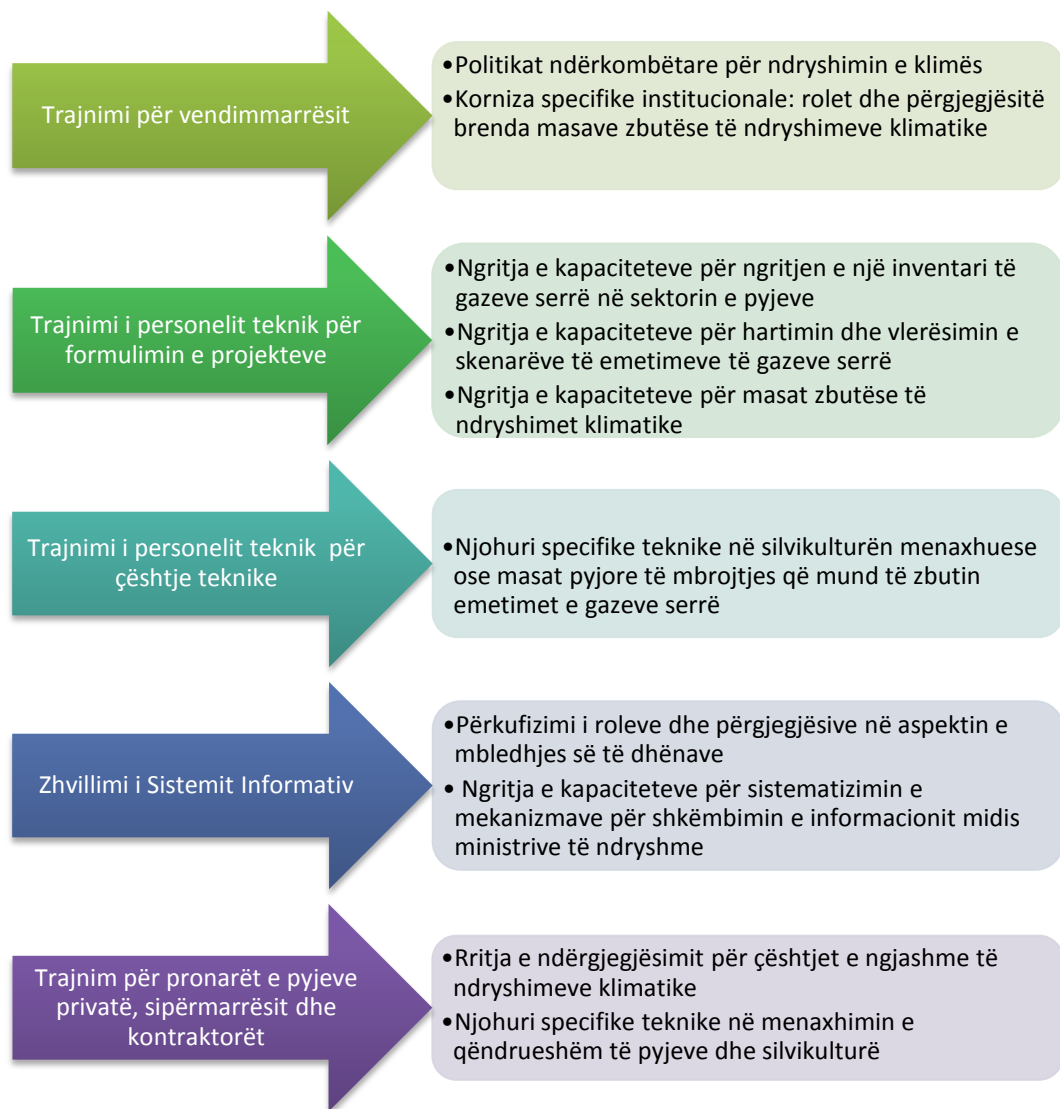 Trajnimi për vendimmarrësit
•Politikat ndërkombëtare për ndryshimin e klimës
•Korniza specifike institucionale: rolet dhe përgjegjësitë
brenda masave zbutëse të ndryshimeve klimatike
Trajnimi i personelit teknik për
formulimin e projekteve
•Ngritja e kapaciteteve për ngritjen e një inventari të
gazeve serrë në sektorin e pyjeve
•Ngritja e kapaciteteve për hartimin dhe vlerësimin e
skenarëve të emetimeve të gazeve serrë
•Ngritja e kapaciteteve për masat zbutëse të
ndryshimet klimatike
Trajnimi i personelit teknik për
çështje teknike
•Njohuri specifike teknike në silvikulturën menaxhuese
ose masat pyjore të mbrojtjes që mund të zbutin
emetimet e gazeve serrë
Zhvillimi i Sistemit Informativ
•Përkufizimi i roleve dhe përgjegjësive në aspektin e
mbledhjes së të dhënave
• Ngritja e kapaciteteve për sistematizimin e
mekanizmave për shkëmbimin e informacionit midis
ministrive të ndryshme
Trajnim për pronarët e pyjeve
privatë, sipërmarrësit dhe
kontraktorët
•Rritja e ndërgjegjësimit për çështjet e ngjashme të
ndryshimeve klimatike
•Njohuri specifike teknike në menaxhimin e
qëndrueshëm të pyjeve dhe silvikulturë